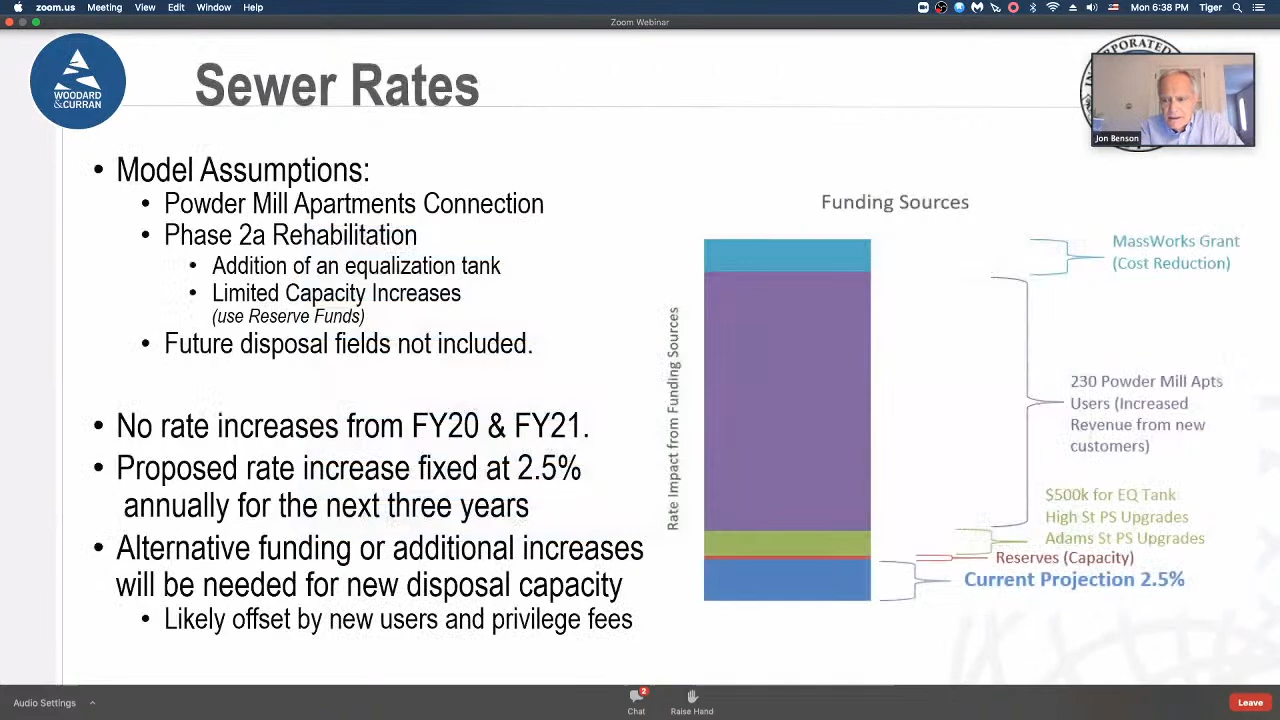 zoom.us Meeting View Edit Window Help
Mon 6:38 PM Tiger
Zoom Webinar
WOODARD
&CURRAN
Sewer Rates
ORPORATED
Jon Benson
• Model Assumptions:
• Powder Mill Apartments Connection
• Phase 2a Rehabilitation
• Addition of an equalization tank
• Limited Capacity Increases
(use Reserve Funds)
• Future disposal fields not included.
• No rate increases from FY20 & FY21.
• Proposed rate increase fixed at 2.5%
annually for the next three years
• Alternative funding or additional increases
will be needed for new disposal capacity
• Likely offset by new users and privilege fees
Funding Sources
Rate Impact from Funding Sources
MassWorks Grant
(Cost Reduction)
230 Powder Mill Apts
Users (Increased
Revenue from new
customers)
$500k for EQ Tank
High St PS Upgrades
Adams St PS Upgrades
Reserves (Capacity)
Current Projection 2.5%
Audio Settings
2
Chat
Raise Hand
Leave